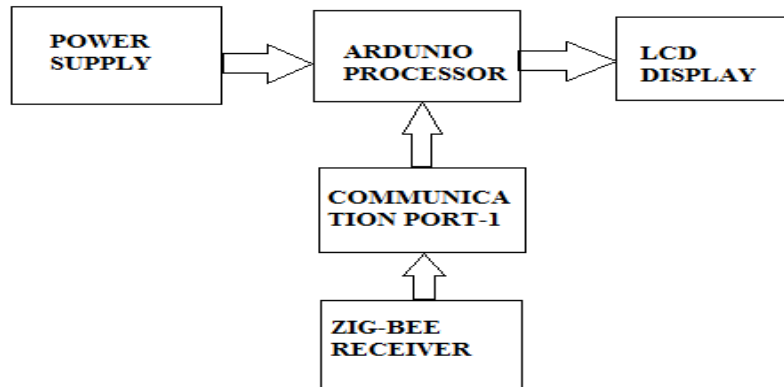 POWER
SUPPLY
ARDUNIO
PROCESSOR
LCD
DISPLAY
COMMUNICA
TION PORT-1
ZIG-BEE
RECEIVER